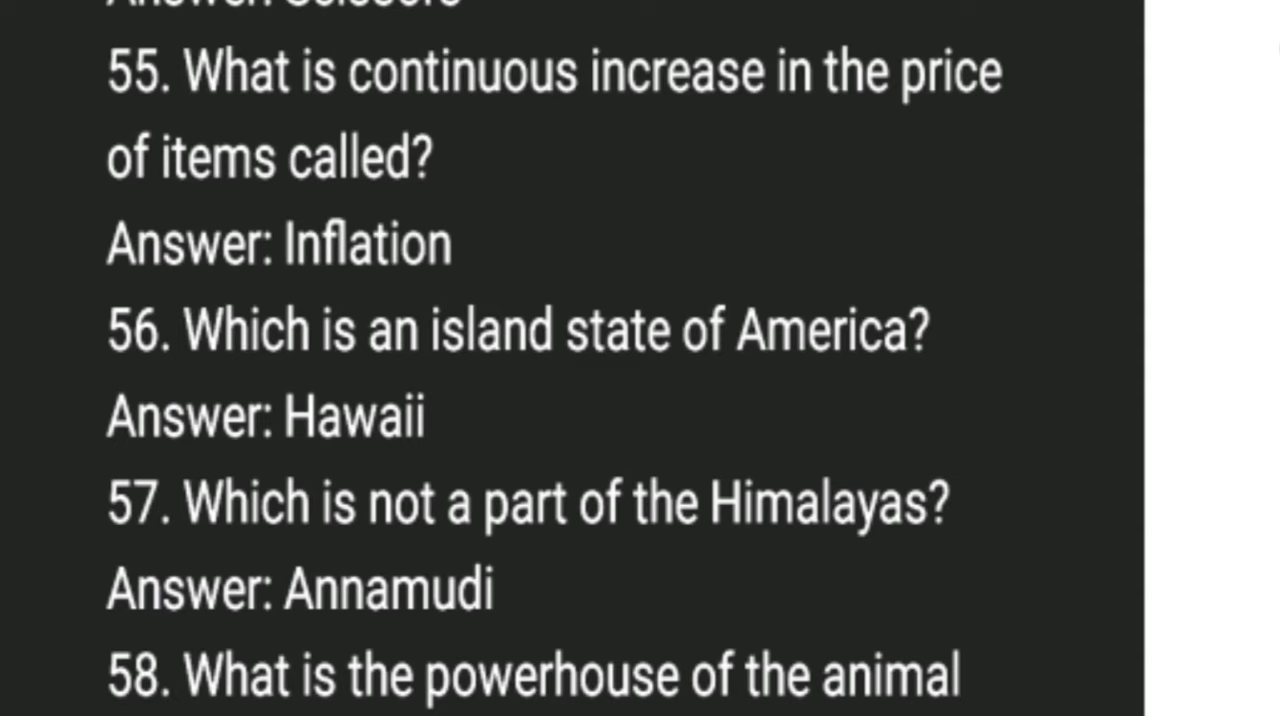 55. What is continuous increase in the price
of items called?
Answer: Inflation
56. Which is an island state of America?
Answer: Hawaii
57. Which is not a part of the Himalayas?
Answer: Annamudi
58. What is the powerhouse of the animal